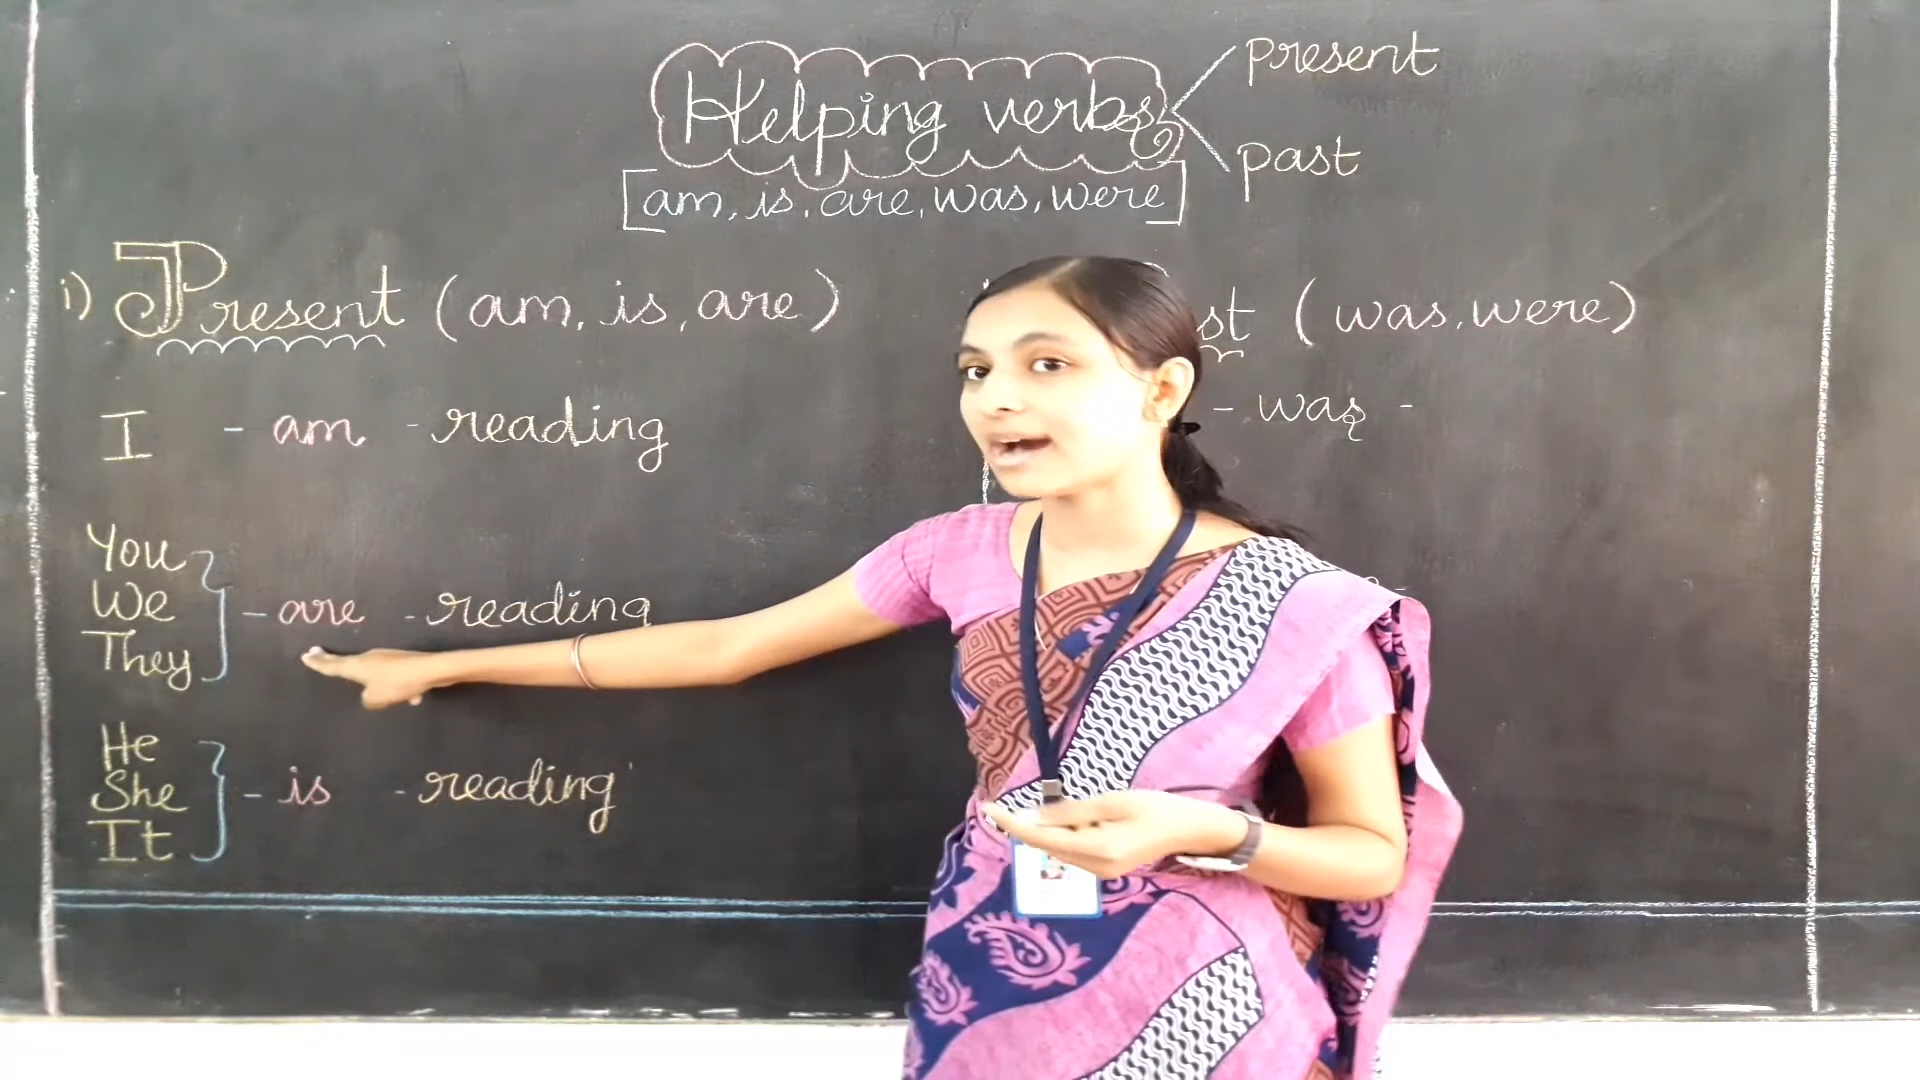 Helping verbs
present
past
[am, is, are, was, were]
i) Present (am, is, are)
I - am - reading
You
We
They
- are - reading
He
She
It
- is - reading
st (was, were)
- was -